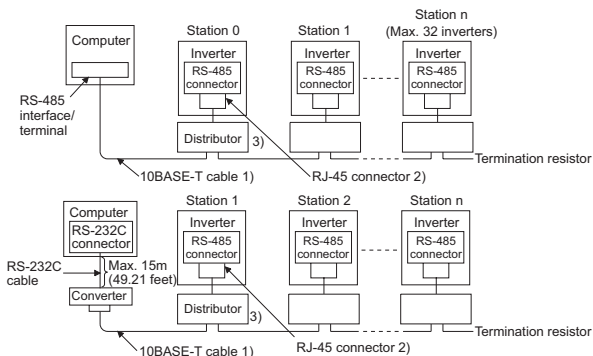 Station 0
Station 1
Station n
(Max. 32 inverters)
Computer
Inverter
Inverter
Inverter
RS-485
connector
RS-485
connector
RS-485
connector
RS-485
interface/
terminal
Distributor
3)
Termination resistor
10BASE-T cable 1)
RJ-45 connector 2)
Station 1
Station 2
Station n
Computer
RS-232C
connector
Inverter
Inverter
Inverter
RS-485
connector
RS-485
connector
RS-485
connector
RS-232C
cable
Max. 15m
(49.21 feet)
Converter
Distributor
3)
Termination resistor
10BASE-T cable 1)
RJ-45 connector 2)